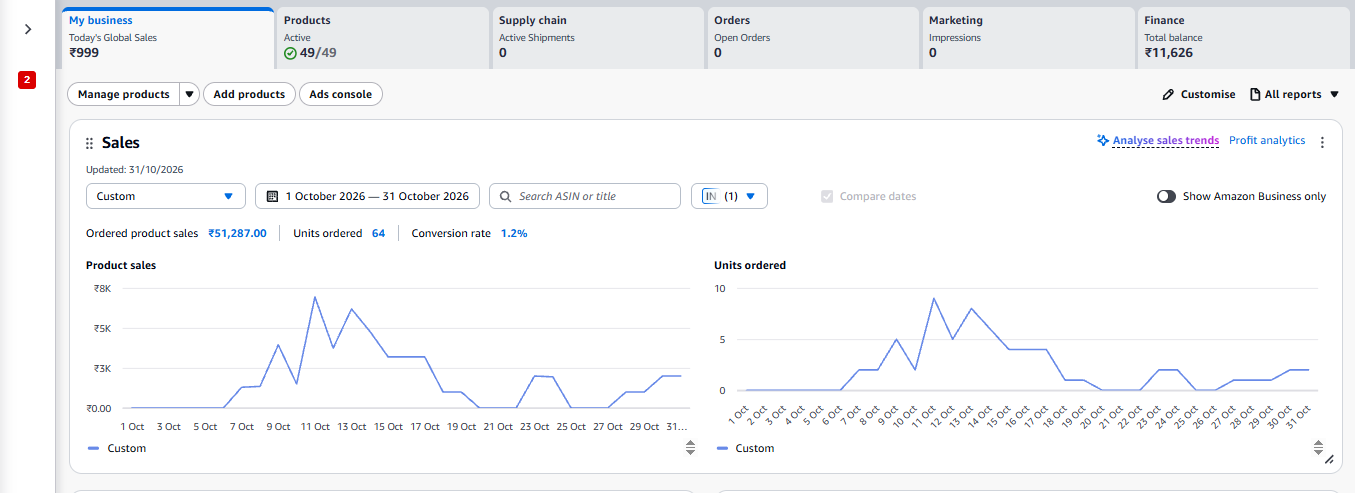 My business
Today's Global Sales
₹999
Products
Active
49/49
Supply chain
Active Shipments
0
Orders
Open Orders
0
Marketing
Impressions
0
Finance
Total balance
₹11,626
2
Manage products
Add products
Ads console
Customise
All reports
Sales
Analyse sales trends
Profit analytics
Updated: 31/10/2026
Custom
1 October 2026 — 31 October 2026
Search ASIN or title
IN (1)
Compare dates
Show Amazon Business only
Ordered product sales ₹51,287.00
Units ordered 64
Conversion rate 1.2%
Product sales
₹8K
₹5K
₹3K
₹0.00
1 Oct 3 Oct 5 Oct 7 Oct 9 Oct 11 Oct 13 Oct 15 Oct 17 Oct 19 Oct 21 Oct 23 Oct 25 Oct 27 Oct 29 Oct 31...
Custom
Units ordered
10
5
0
1 Oct 2 Oct 3 Oct 4 Oct 5 Oct 6 Oct 7 Oct 8 Oct 9 Oct 10 Oct 11 Oct 12 Oct 13 Oct 14 Oct 15 Oct 16 Oct 17 Oct 18 Oct 19 Oct 20 Oct 21 Oct 22 Oct 23 Oct 24 Oct 25 Oct 26 Oct 27 Oct 28 Oct 29 Oct 30 Oct 31 Oct
Custom